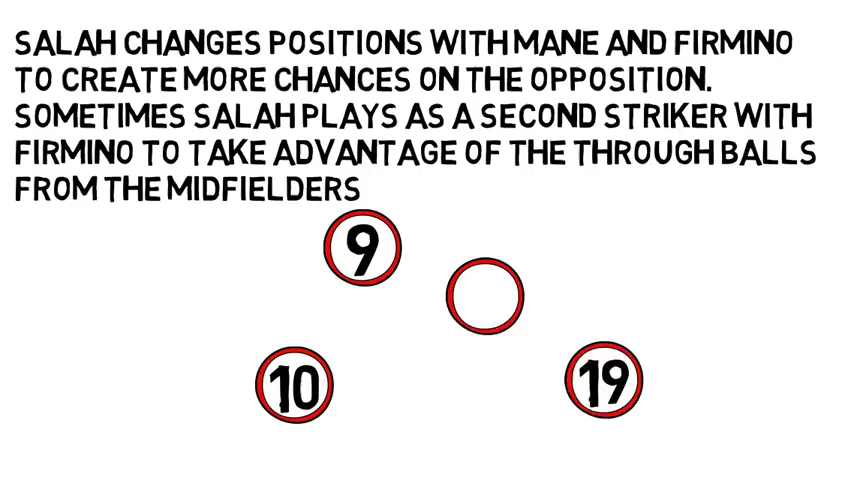 SALAH CHANGES POSITIONS WITH MANE AND FIRMINO
TO CREATE MORE CHANCES ON THE OPPOSITION.
SOMETIMES SALAH PLAYS AS A SECOND STRIKER WITH
FIRMINO TO TAKE ADVANTAGE OF THE THROUGH BALLS
FROM THE MIDFIELDERS
9
10
19